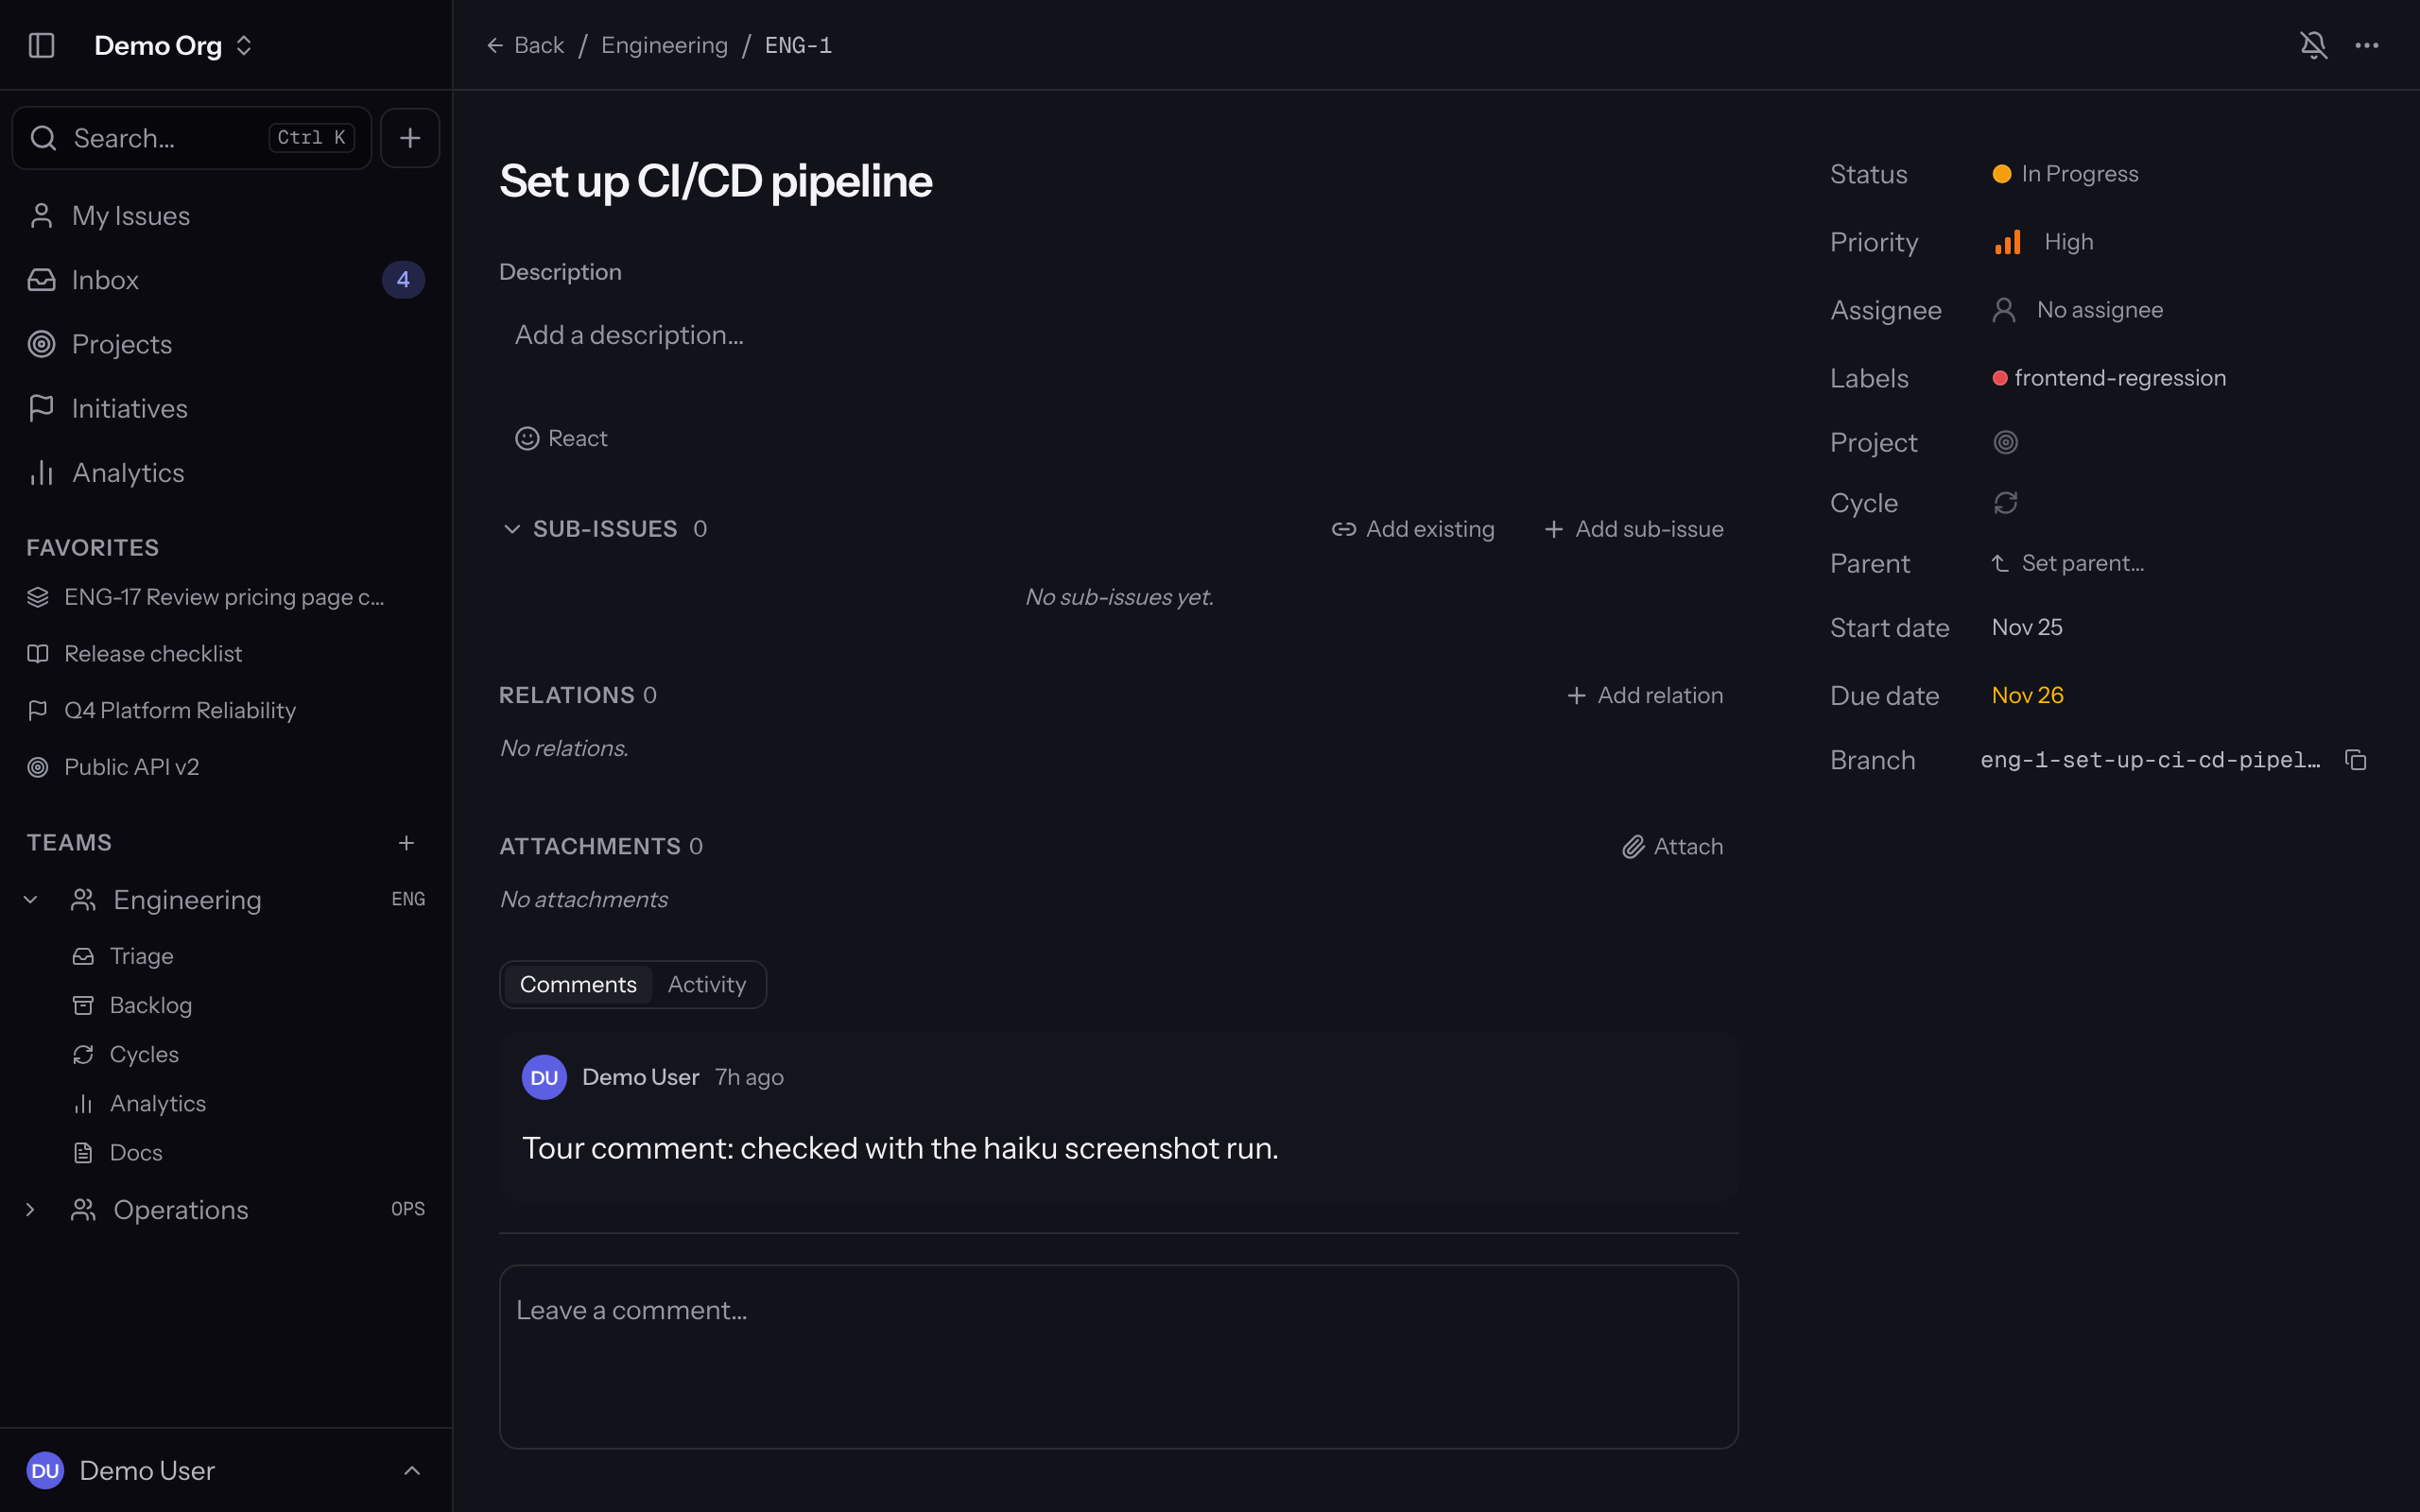 Demo Org
Back / Engineering / ENG-1
Search... Ctrl K
My Issues
Inbox 4
Projects
Initiatives
Analytics
FAVORITES
ENG-17 Review pricing page c...
Release checklist
Q4 Platform Reliability
Public API v2
TEAMS
Engineering ENG
Triage
Backlog
Cycles
Analytics
Docs
Operations OPS
DU Demo User
Set up CI/CD pipeline
Description
Add a description...
React
SUB-ISSUES 0 Add existing Add sub-issue
No sub-issues yet.
RELATIONS 0 Add relation
No relations.
ATTACHMENTS 0 Attach
No attachments
Comments Activity
DU Demo User 7h ago
Tour comment: checked with the haiku screenshot run.
Leave a comment...
Status In Progress
Priority High
Assignee No assignee
Labels frontend-regression
Project
Cycle
Parent Set parent...
Start date Nov 25
Due date Nov 26
Branch eng-1-set-up-ci-cd-pipel...